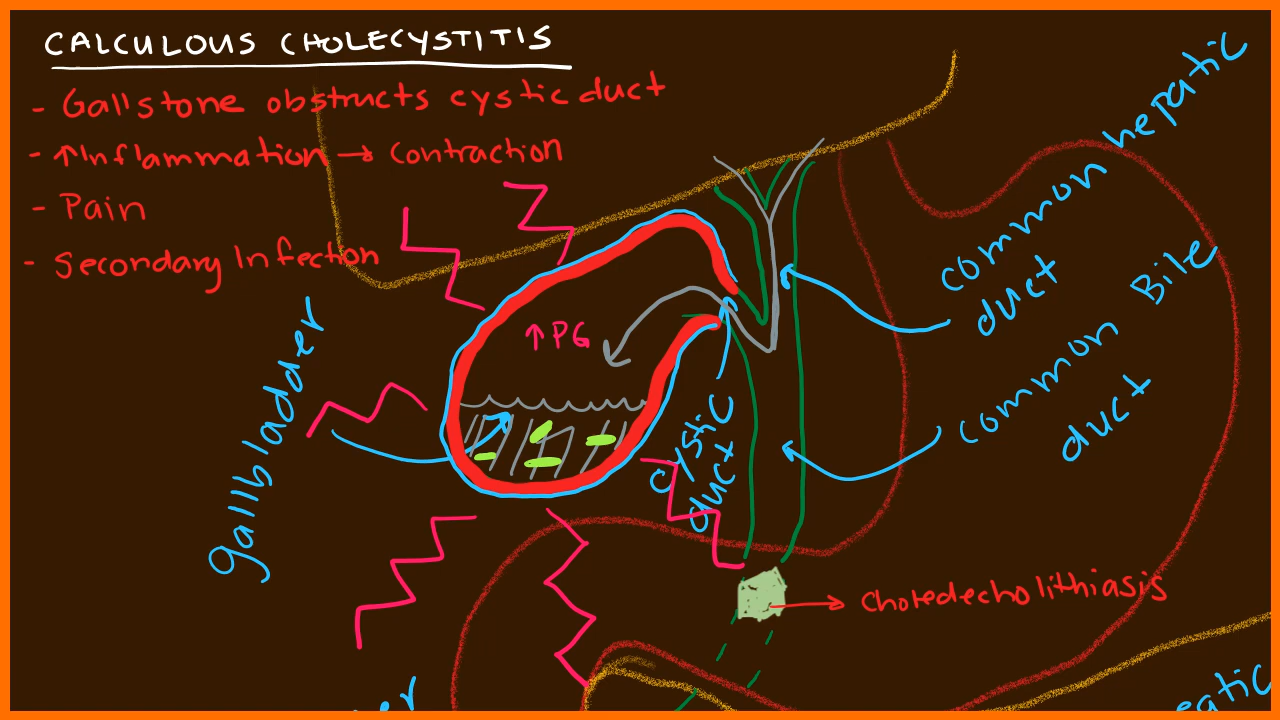 CALCULOUS CHOLECYSTITIS
- Gallstone obstructs cystic duct
- ↑Inflammation → Contraction
- Pain
- Secondary Infection
common hepatic
duct
common Bile
duct
gallbladder
↑ PG
cystic
duct
Choledecholithiasis